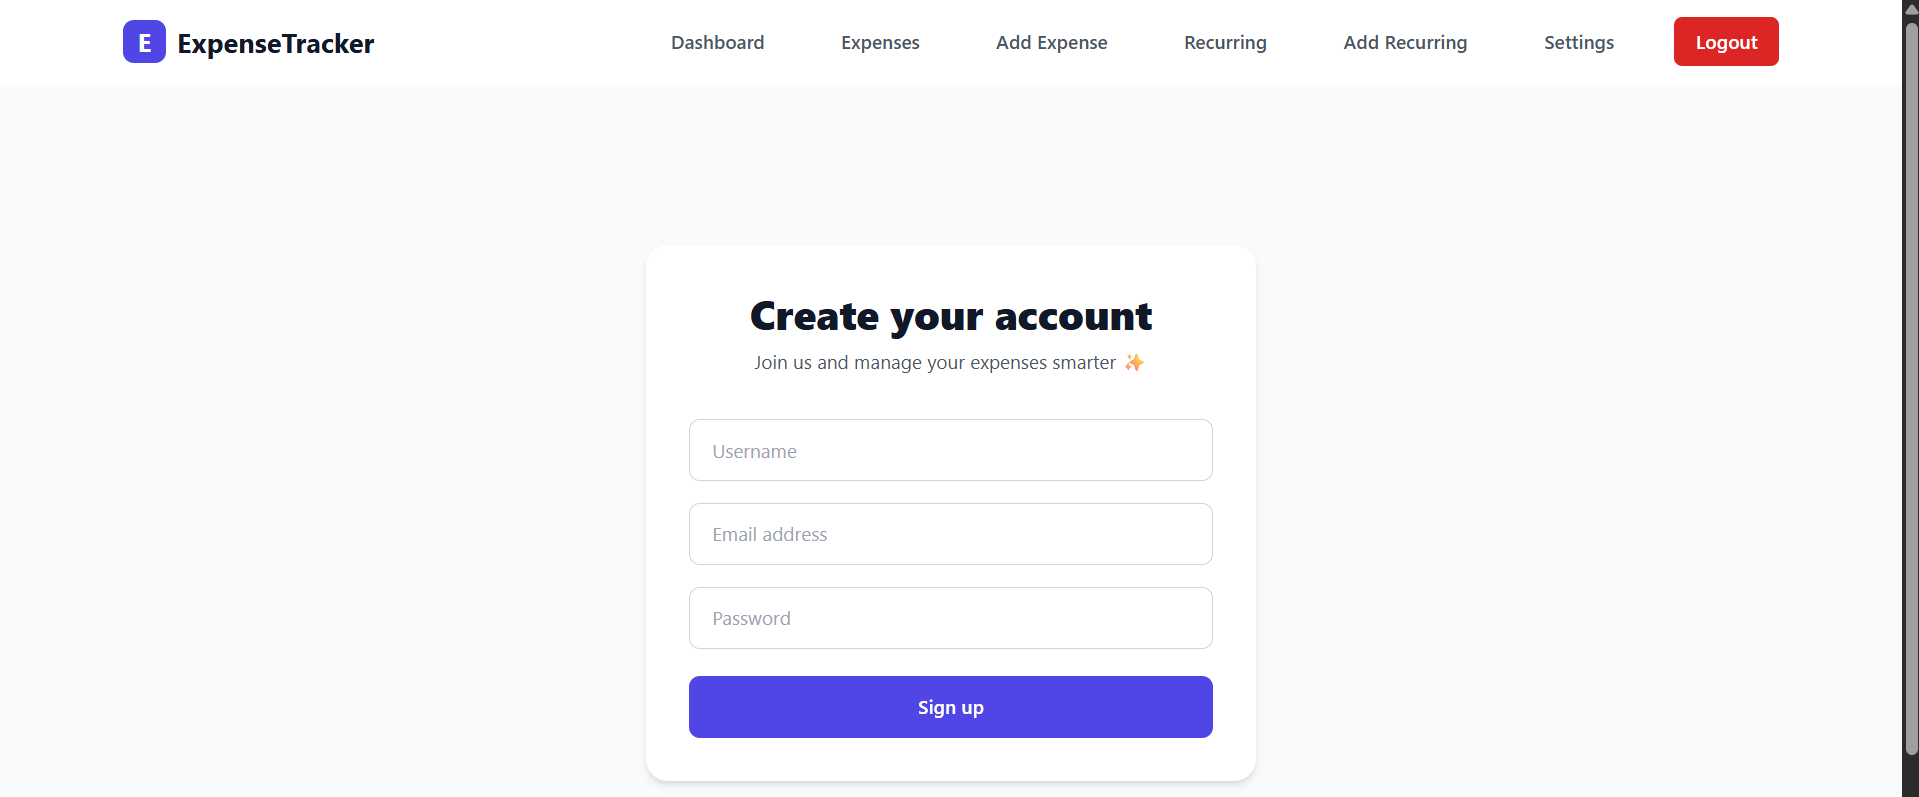 E ExpenseTracker Dashboard Expenses Add Expense Recurring Add Recurring Settings Logout
Create your account
Join us and manage your expenses smarter ✨
Username
Email address
Password
Sign up